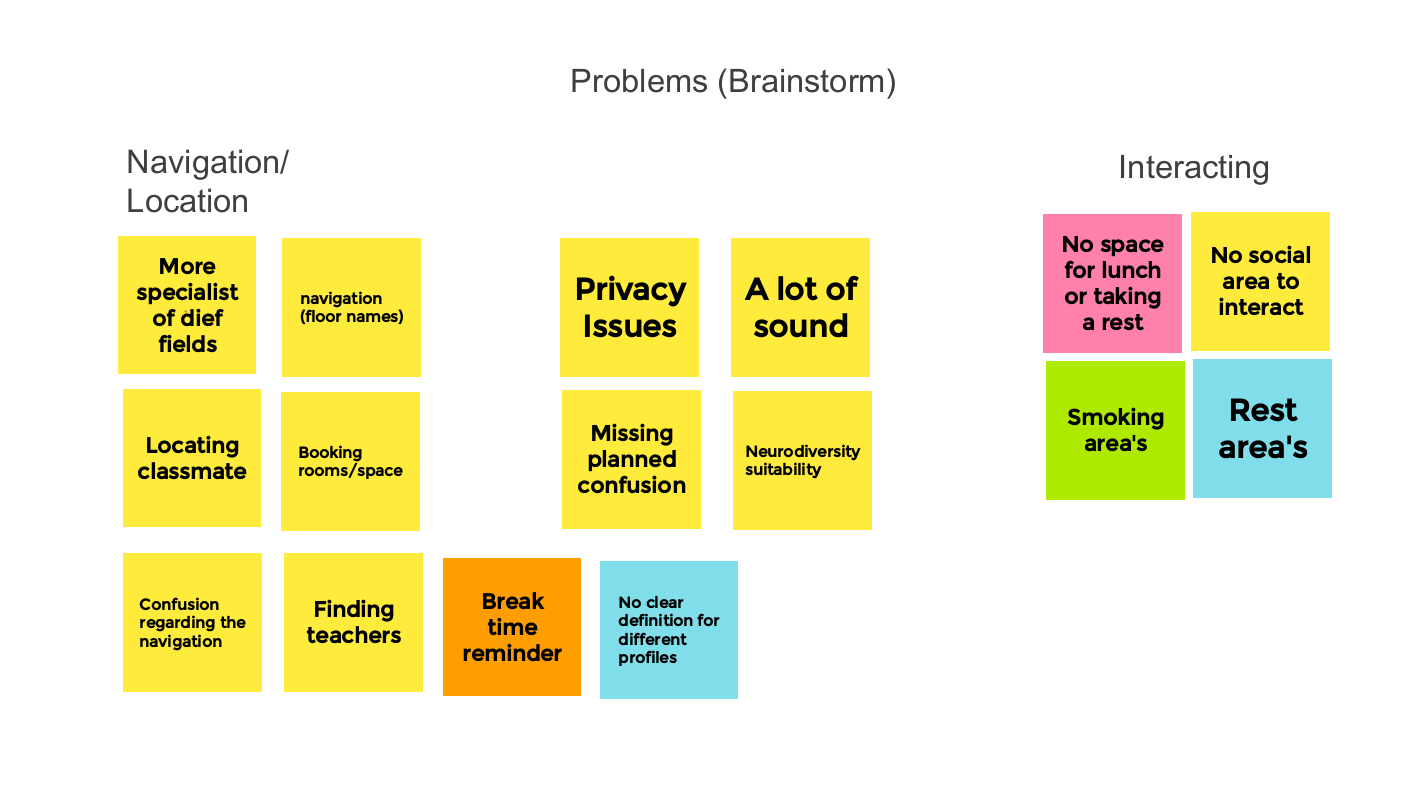 Problems (Brainstorm)
Navigation/
Location
More
specialist
of dief
fields
navigation
(floor names)
Locating
classmate
Booking
rooms/space
Confusion
regarding the
navigation
Finding
teachers
Break
time
reminder
No clear
definition for
different
profiles
Privacy
Issues
A lot of
sound
Missing
planned
confusion
Neurodiversity
suitability
Interacting
No space
for lunch
or taking
a rest
No social
area to
interact
Smoking
area's
Rest
area's